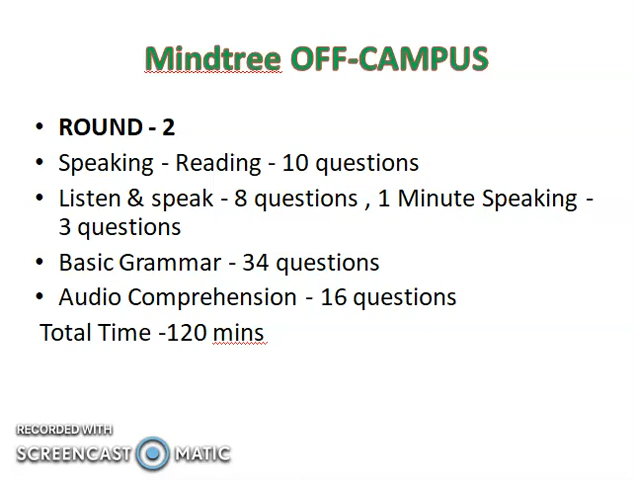 Mindtree OFF-CAMPUS
• ROUND - 2
• Speaking - Reading - 10 questions
• Listen & speak - 8 questions , 1 Minute Speaking -
3 questions
• Basic Grammar - 34 questions
• Audio Comprehension - 16 questions
Total Time -120 mins
RECORDED WITH
SCREENCAST MATIC